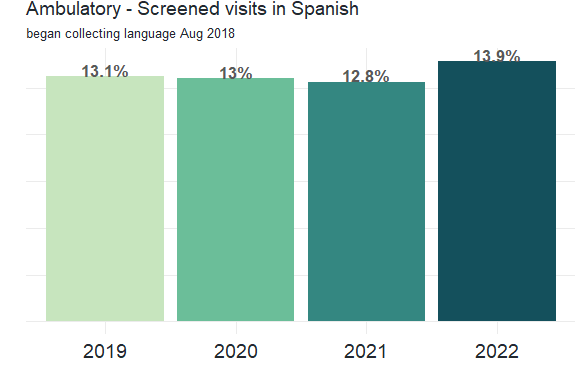 Ambulatory - Screened visits in Spanish
began collecting language Aug 2018
13.1% 13% 12.8% 13.9%
2019 2020 2021 2022